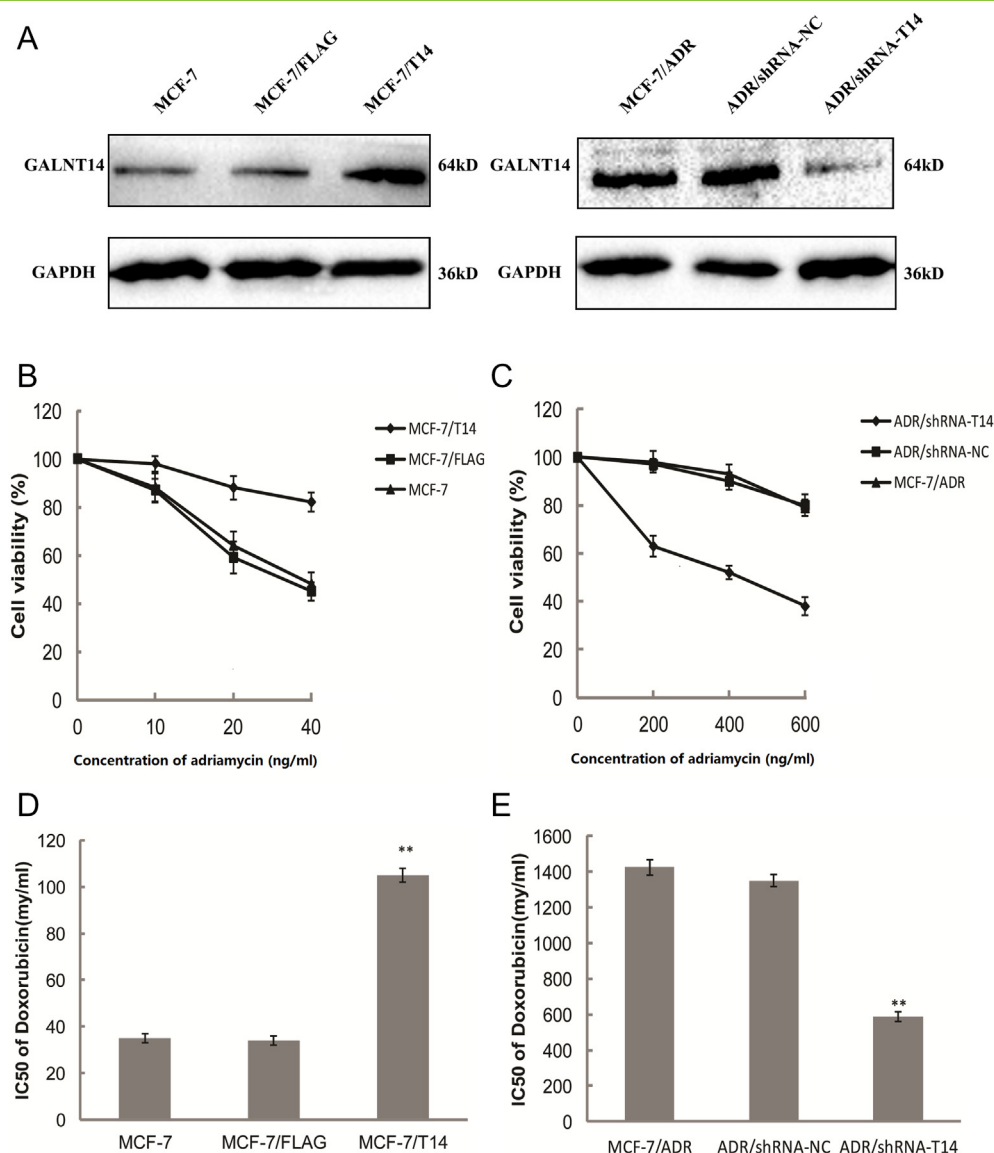 A
MCF-7
MCF-7/FLAG
MCF-7/T14
MCF-7/ADR
ADR/shRNA-NC
ADR/shRNA-T14
GALNT14
64kD
GALNT14
64kD
GAPDH
36kD
GAPDH
36kD
B
120
100
80
60
40
20
0
0
10
20
40
Cell viability (%)
Concentration of adriamycin (ng/ml)
MCF-7/T14
MCF-7/FLAG
MCF-7
C
120
100
80
60
40
20
0
0
200
400
600
Cell viability (%)
Concentration of adriamycin (ng/ml)
ADR/shRNA-T14
ADR/shRNA-NC
MCF-7/ADR
D
120
100
80
60
40
20
0
IC50 of Doxorubicin(my/ml)
**
MCF-7
MCF-7/FLAG
MCF-7/T14
E
1600
1400
1200
1000
800
600
400
200
0
IC50 of Doxorubicin(my/ml)
**
MCF-7/ADR
ADR/shRNA-NC
ADR/shRNA-T14